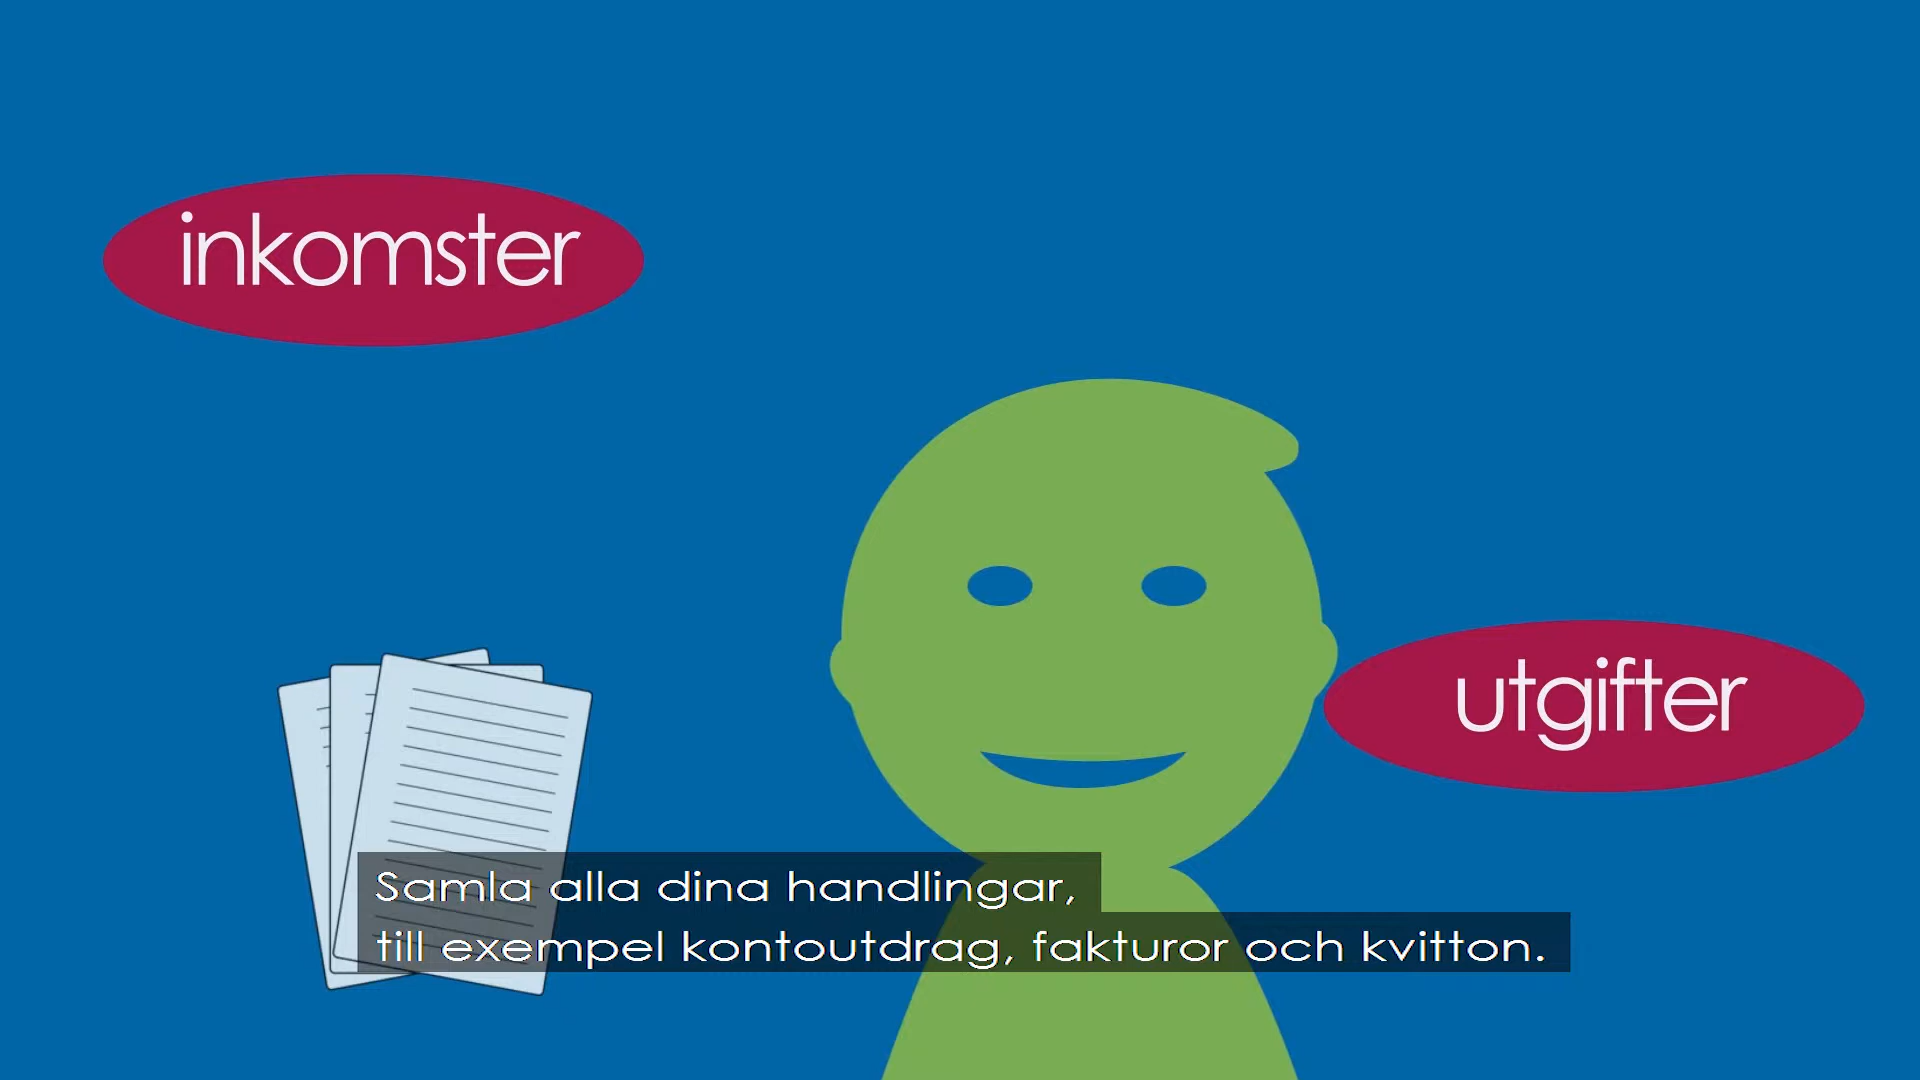 inkomster
utgifter
Samla alla dina handlingar,
till exempel kontoutdrag, fakturor och kvitton.